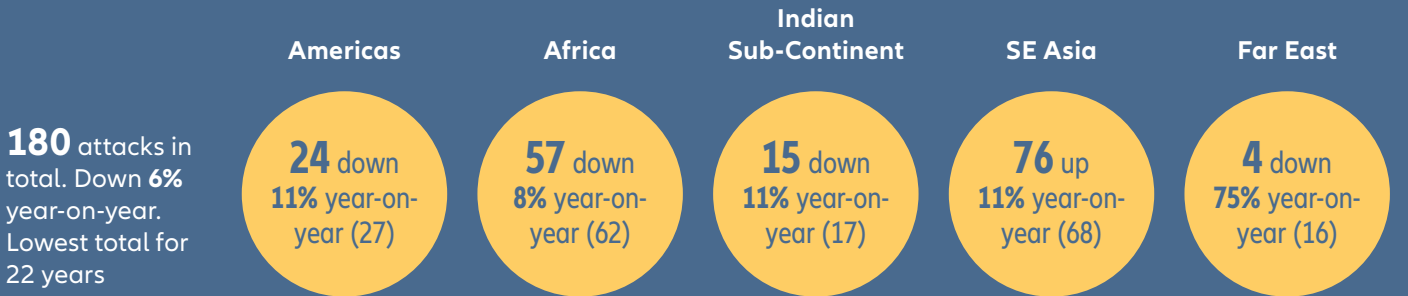 180 attacks in
total. Down 6%
year-on-year.
Lowest total for
22 years
Americas
24 down
11% year-on-
year (27)
Africa
57 down
8% year-on-
year (62)
Indian
Sub-Continent
15 down
11% year-on-
year (17)
SE Asia
76 up
11% year-on-
year (68)
Far East
4 down
75% year-on-
year (16)